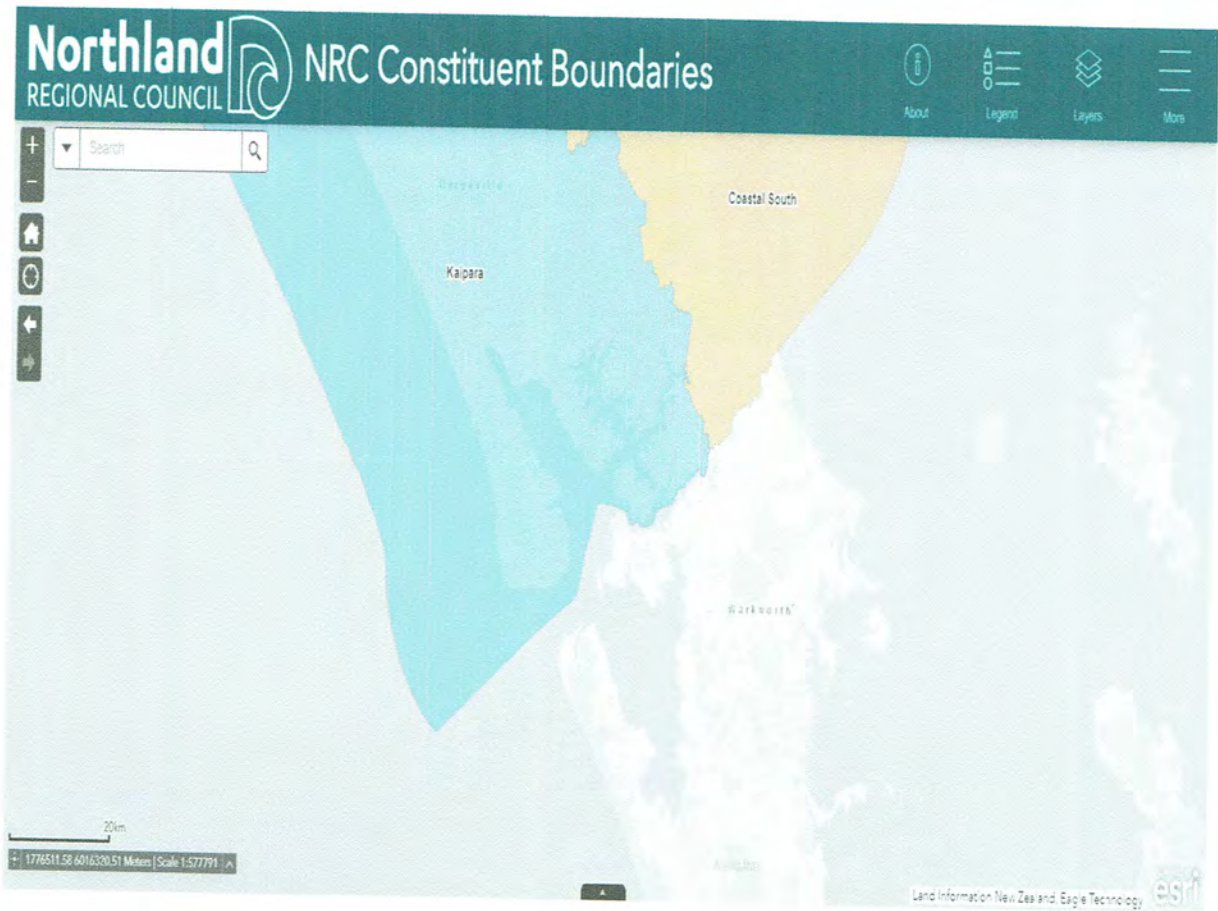 Northland
REGIONAL COUNCIL
NRC Constituent Boundaries
About
Legend
Layers
More
+
Search
−
Dargaville
Coastal South
Kaipara
Warkworth
20km
1776511.58 6016320.51 Meters | Scale 1:577791
Land Information New Zealand, Eagle Technology
esri